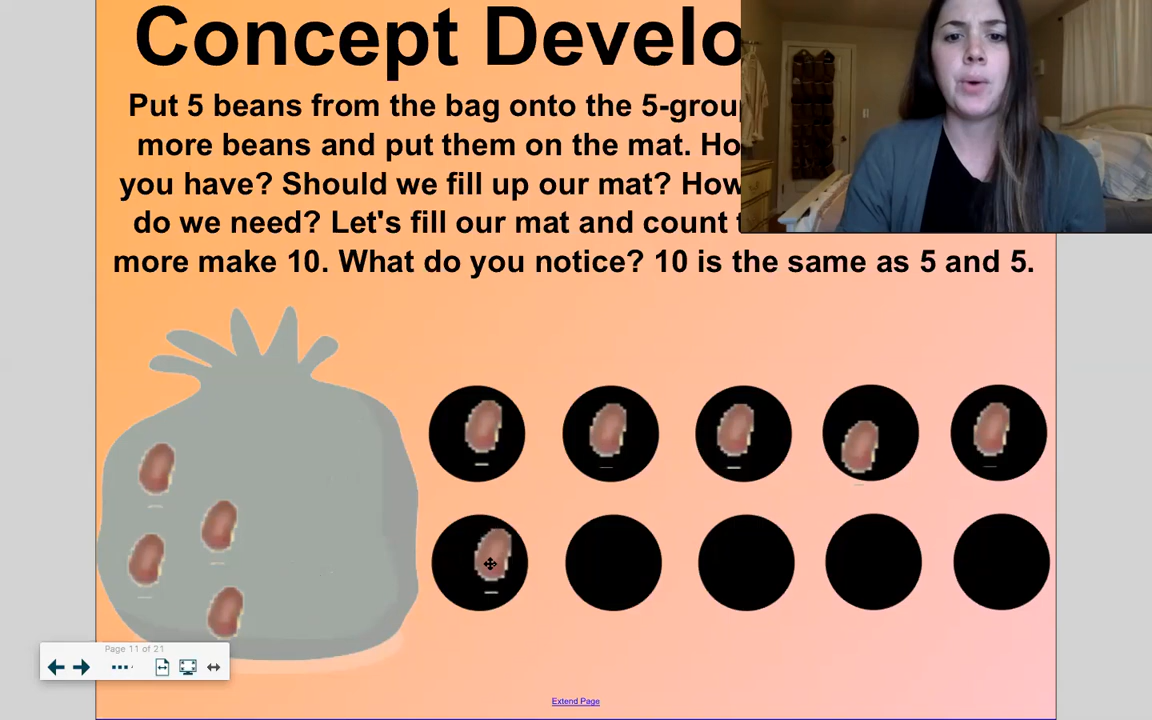 Concept Develo
Put 5 beans from the bag onto the 5-group
more beans and put them on the mat. Ho
you have? Should we fill up our mat? How
do we need? Let's fill our mat and count t
more make 10. What do you notice? 10 is the same as 5 and 5.
Page 11 of 21
Extend Page